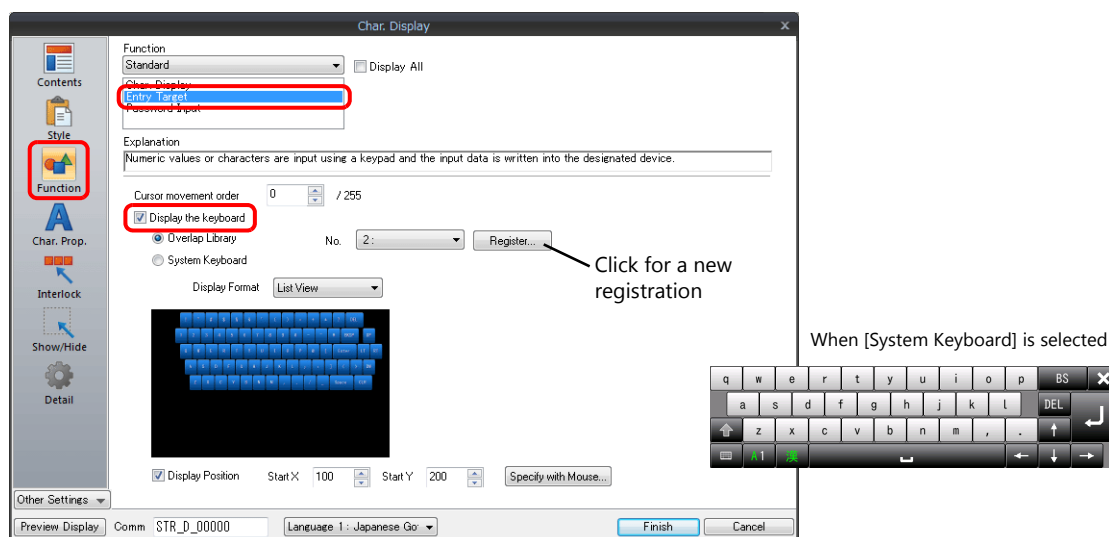 Char. Display
x
Contents
Style
Function
Char. Prop.
Interlock
Show/Hide
Detail
Other Settings
Function
Standard
Display All
Char. Display
Entry Target
Password Input
Explanation
Numeric values or characters are input using a keypad and the input data is written into the designated device.
Cursor movement order 0 / 255
Display the keyboard
Overlap Library No. 2 : Register...
System Keyboard
Display Format List View
Click for a new
registration
Display Position Start X 100 Start Y 200 Specify with Mouse...
Preview Display Comm STR_D_00000 Language 1 : Japanese Go Finish Cancel
When [System Keyboard] is selected
q w e r t y u i o p BS
a s d f g h j k l DEL
z x c v b n m , . ↑
A1 漢 ← ↓ →